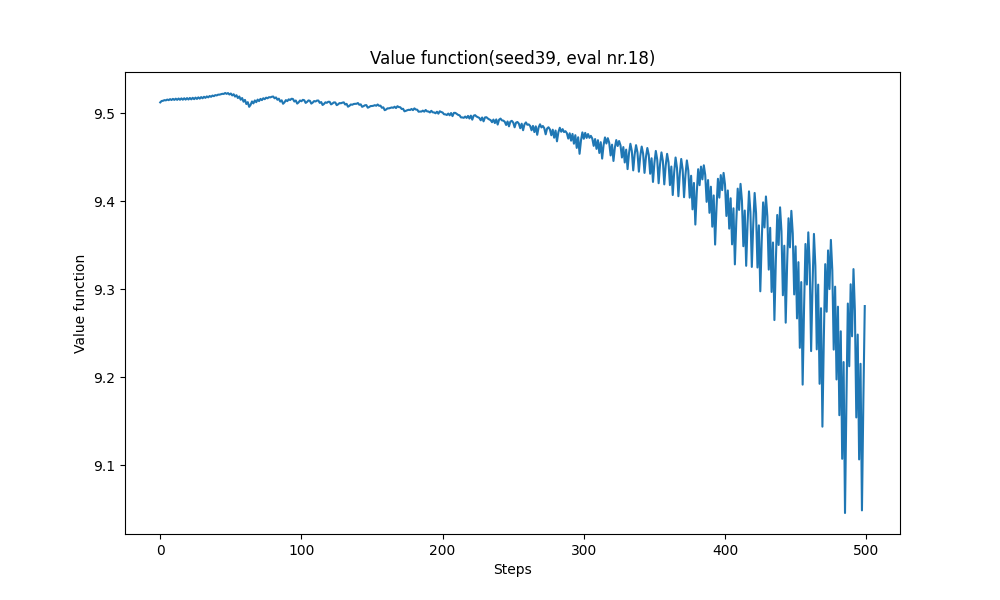 Value function(seed39, eval nr.18)
Value function
9.5
9.4
9.3
9.2
9.1
0 100 200 300 400 500
Steps